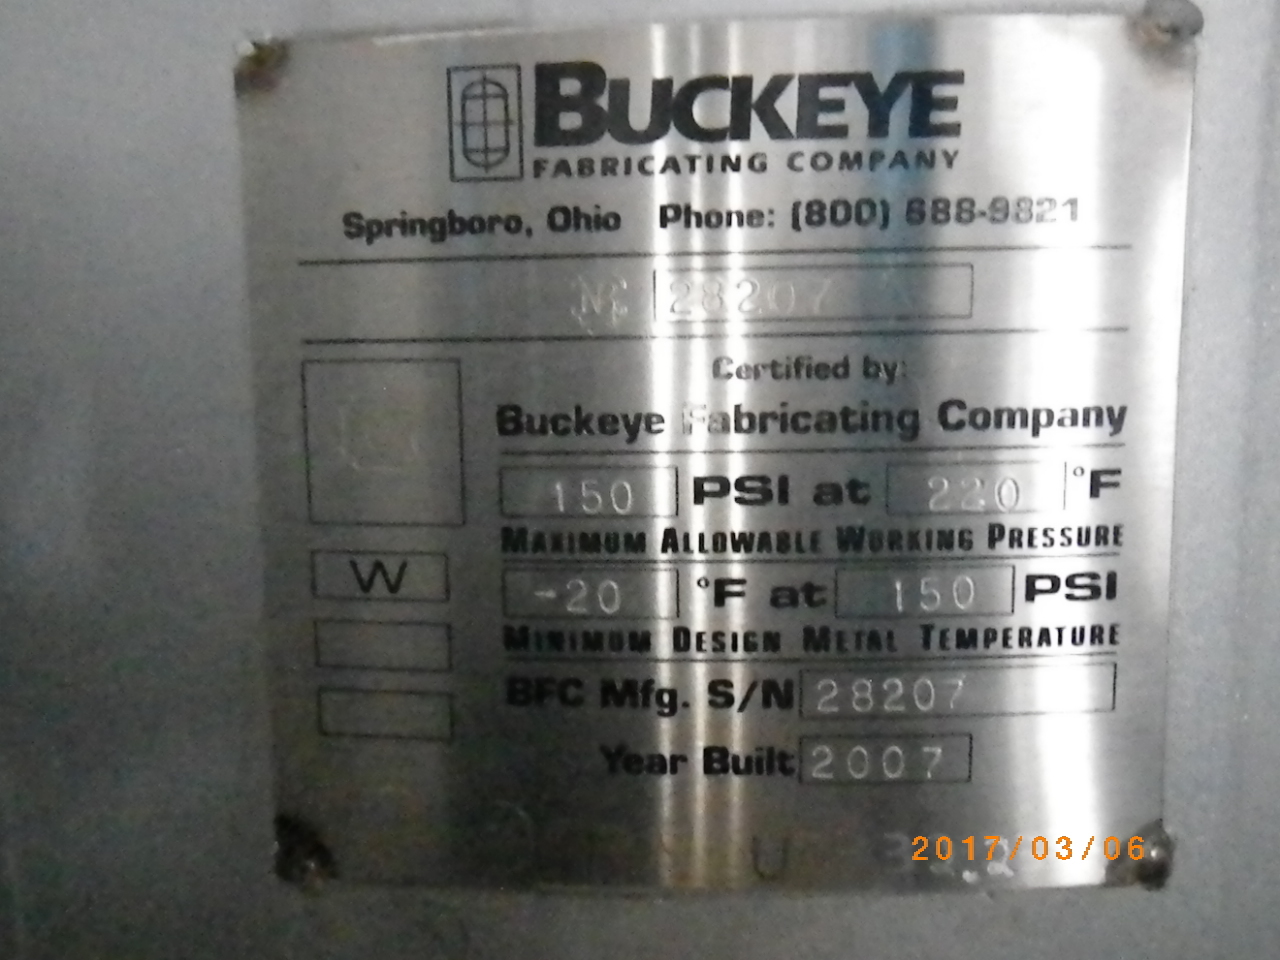 BUCKEYE
FABRICATING COMPANY
Springboro, Ohio Phone: (800) 688-9821
28207
Certified by:
Buckeye Fabricating Company
150 PSI at 220 °F
MAXIMUM ALLOWABLE WORKING PRESSURE
W
-20 °F at 150 PSI
MINIMUM DESIGN METAL TEMPERATURE
BFC Mfg. S/N 28207
Year Built 2007
2017/03/06